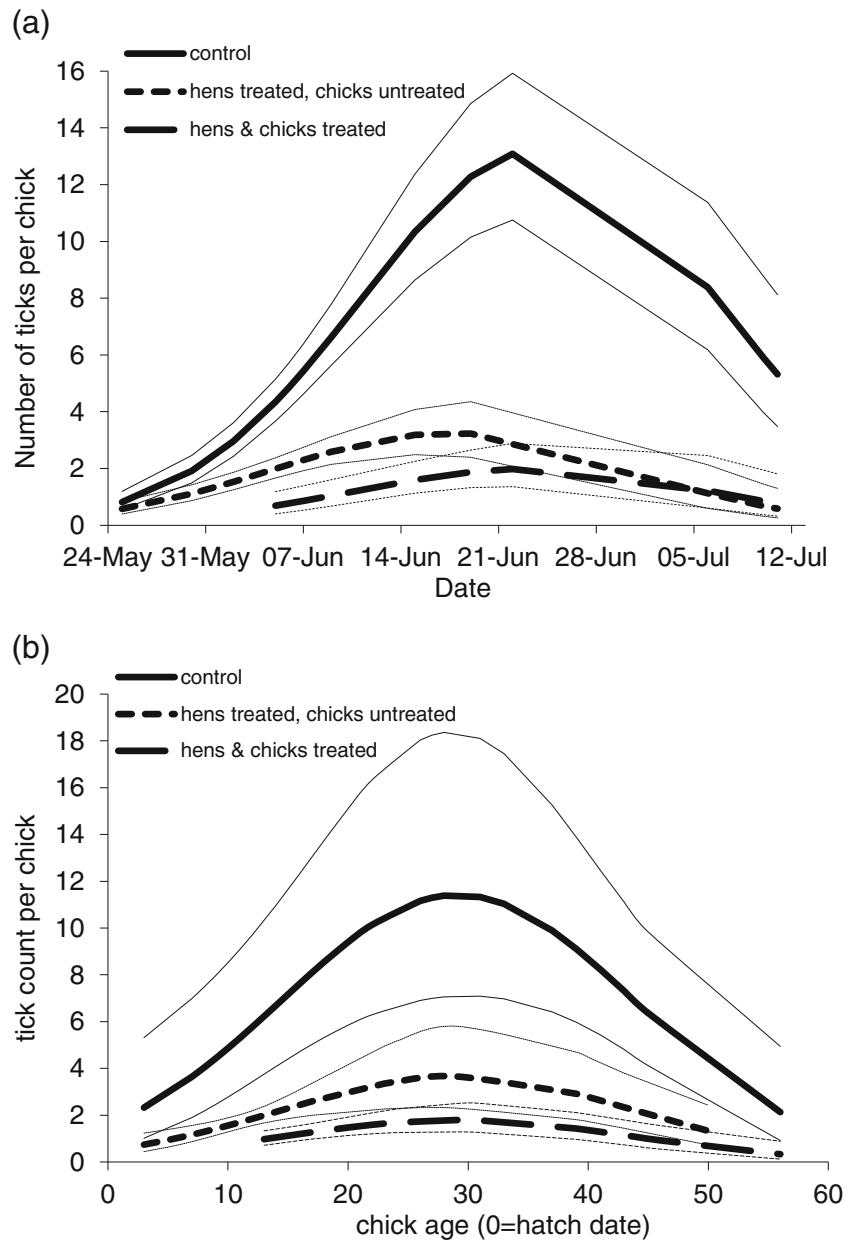 (a)
control
hens treated, chicks untreated
hens & chicks treated
16
14
12
10
8
6
4
2
0
Number of ticks per chick
24-May 31-May 07-Jun 14-Jun 21-Jun 28-Jun 05-Jul 12-Jul
Date
(b)
control
hens treated, chicks untreated
hens & chicks treated
20
18
16
14
12
10
8
6
4
2
0
tick count per chick
0 10 20 30 40 50 60
chick age (0=hatch date)